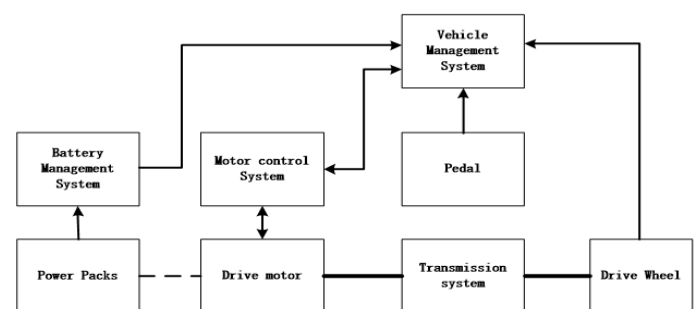 Vehicle
Management
System
Battery
Management
System
Motor control
System
Pedal
Power Packs
Drive motor
Transmission
system
Drive Wheel